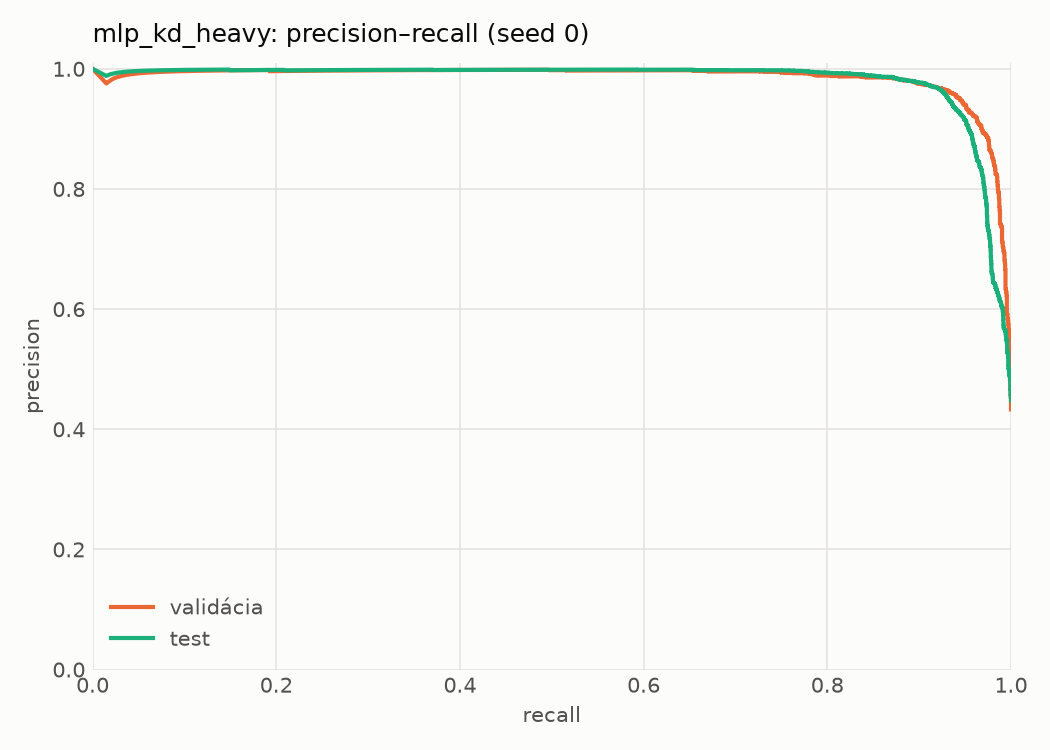 mlp_kd_heavy: precision–recall (seed 0)
1.0
0.8
0.6
0.4
0.2
0.0
precision
validácia
test
0.0 0.2 0.4 0.6 0.8 1.0
recall